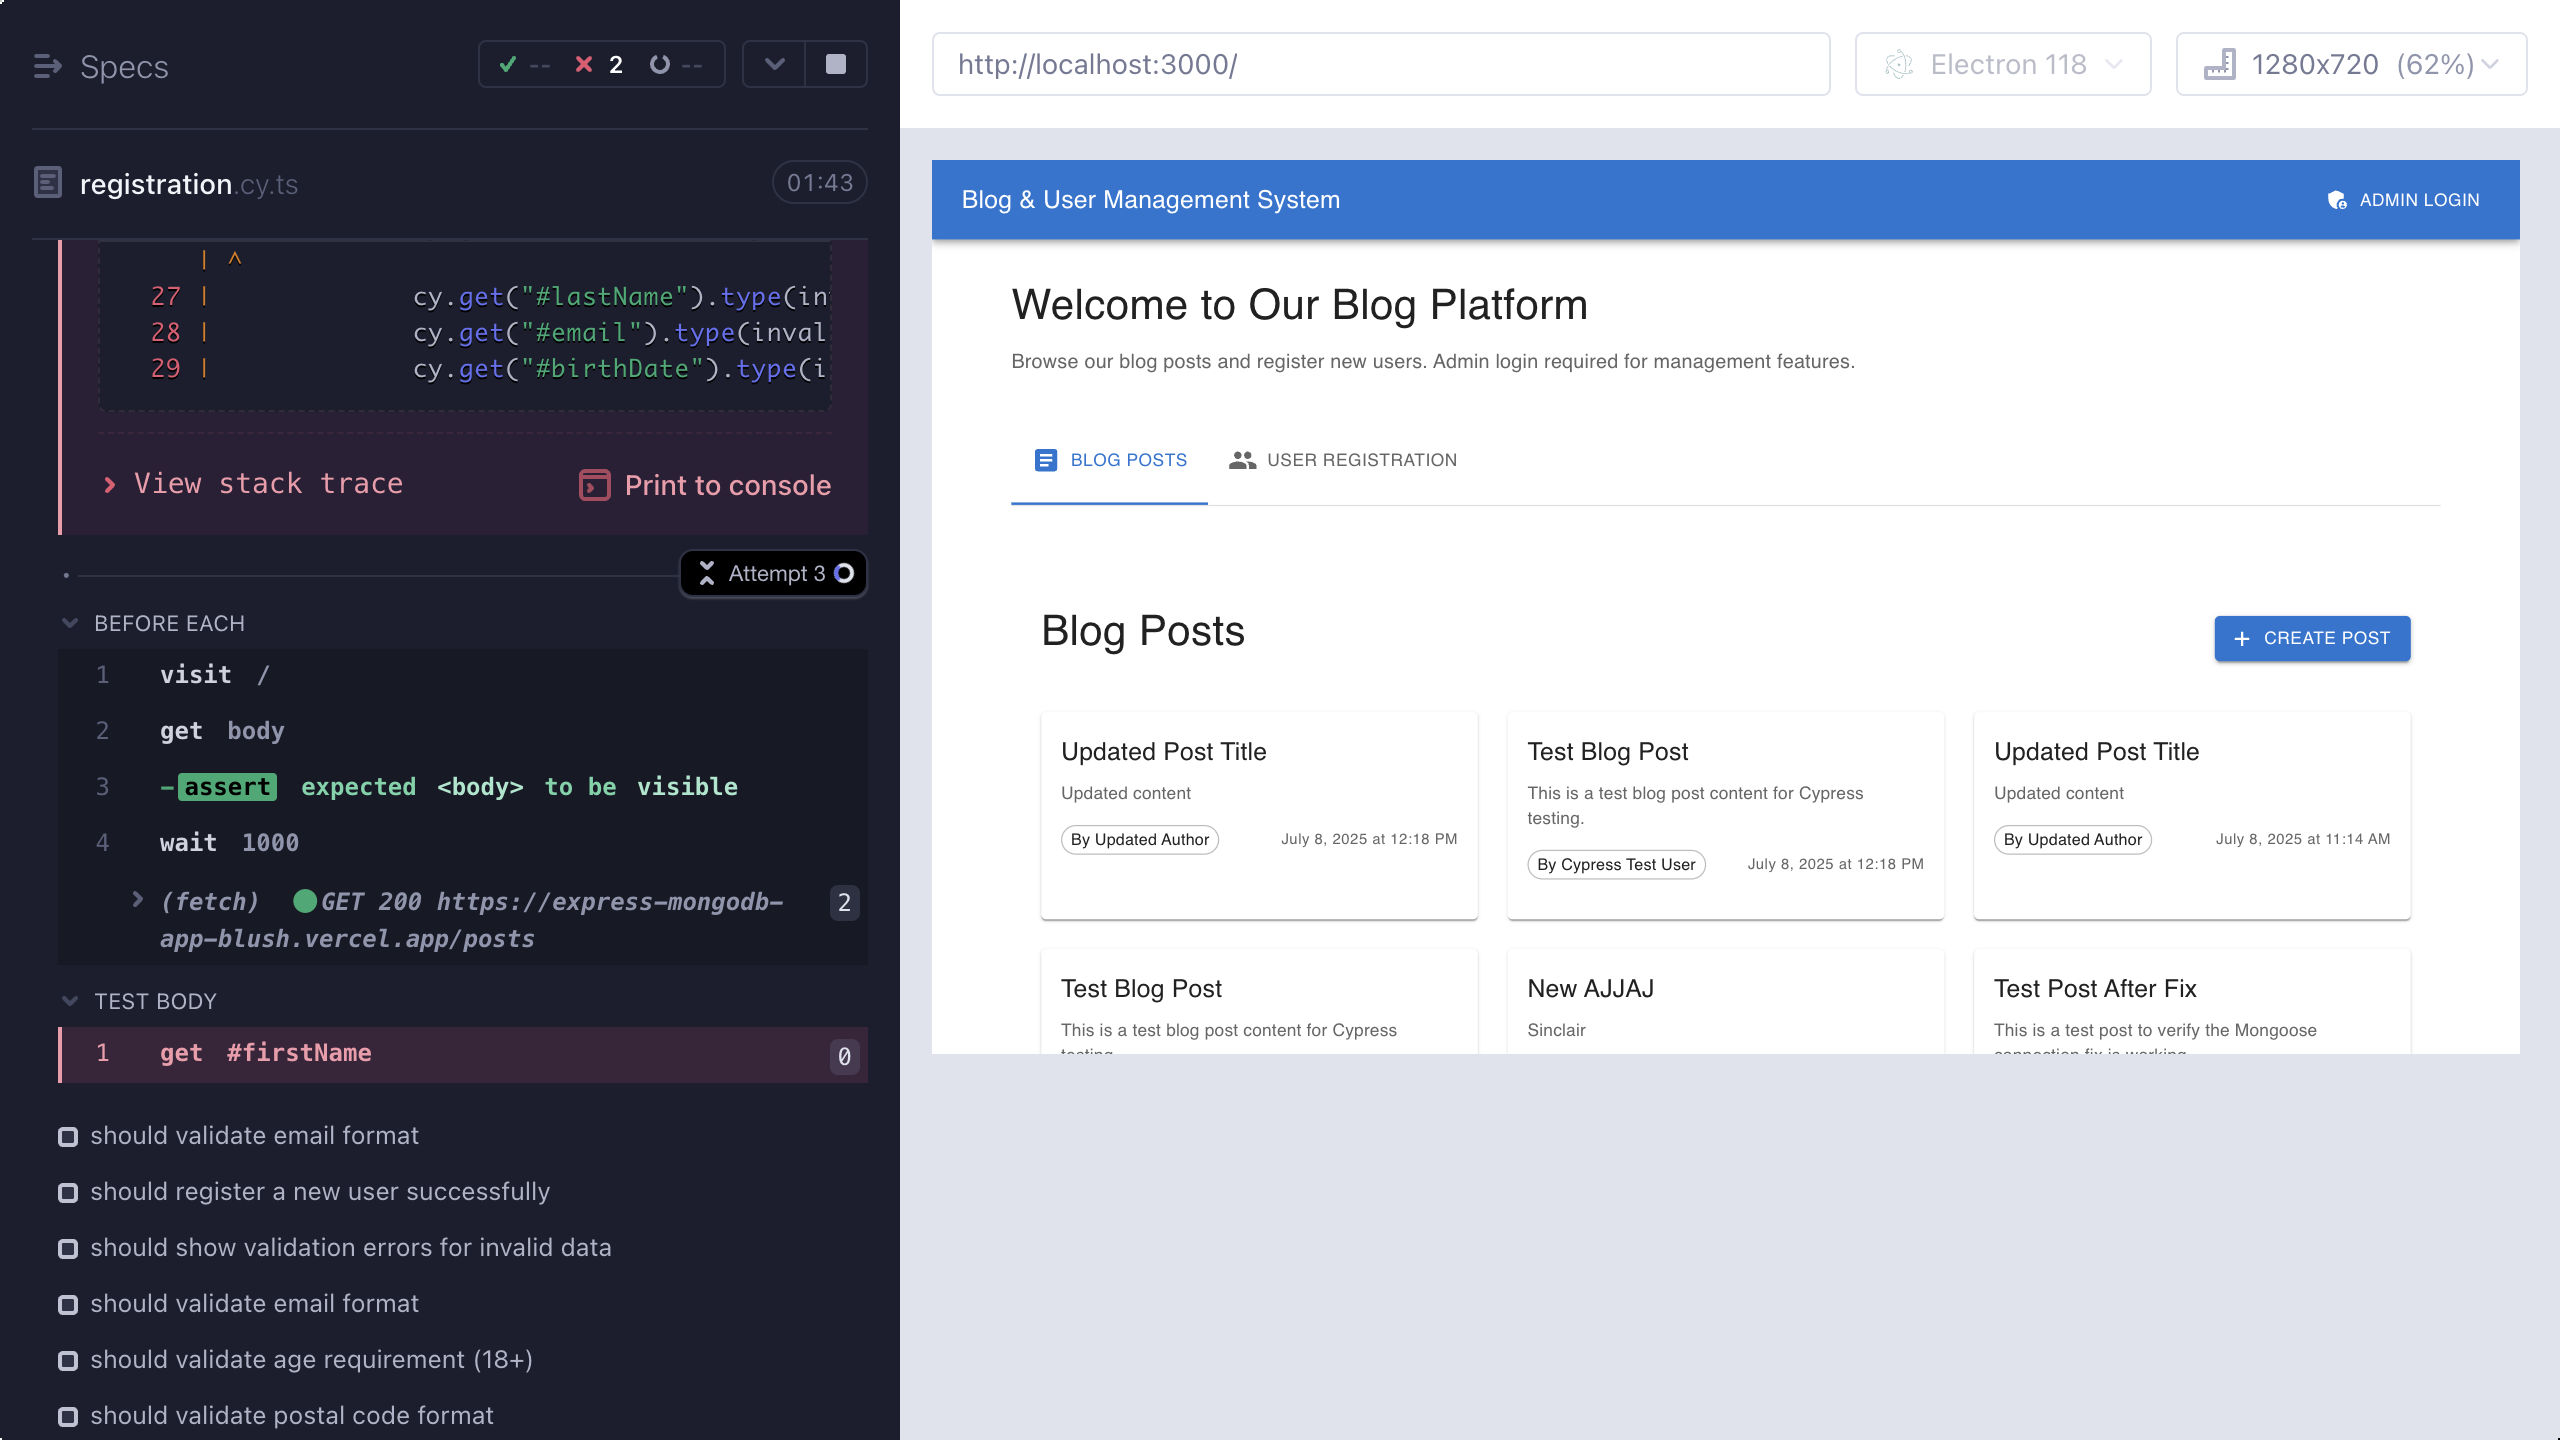 Specs
-- 2 --
registration.cy.ts
01:43
| ^
27 | cy.get("#lastName").type(in
28 | cy.get("#email").type(inval
29 | cy.get("#birthDate").type(i
View stack trace
Print to console
Attempt 3
BEFORE EACH
1 visit /
2 get body
3 -assert expected <body> to be visible
4 wait 1000
(fetch) GET 200 https://express-mongodb-
app-blush.vercel.app/posts
2
TEST BODY
1 get #firstName
0
should validate email format
should register a new user successfully
should show validation errors for invalid data
should validate email format
should validate age requirement (18+)
should validate postal code format
http://localhost:3000/
Electron 118
1280x720 (62%)
Blog & User Management System
ADMIN LOGIN
Welcome to Our Blog Platform
Browse our blog posts and register new users. Admin login required for management features.
BLOG POSTS
USER REGISTRATION
Blog Posts
+ CREATE POST
Updated Post Title
Updated content
By Updated Author
July 8, 2025 at 12:18 PM
Test Blog Post
This is a test blog post content for Cypress
testing.
By Cypress Test User
July 8, 2025 at 12:18 PM
Updated Post Title
Updated content
By Updated Author
July 8, 2025 at 11:14 AM
Test Blog Post
This is a test blog post content for Cypress
testing.
New AJJAJ
Sinclair
Test Post After Fix
This is a test post to verify the Mongoose
connection fix is working